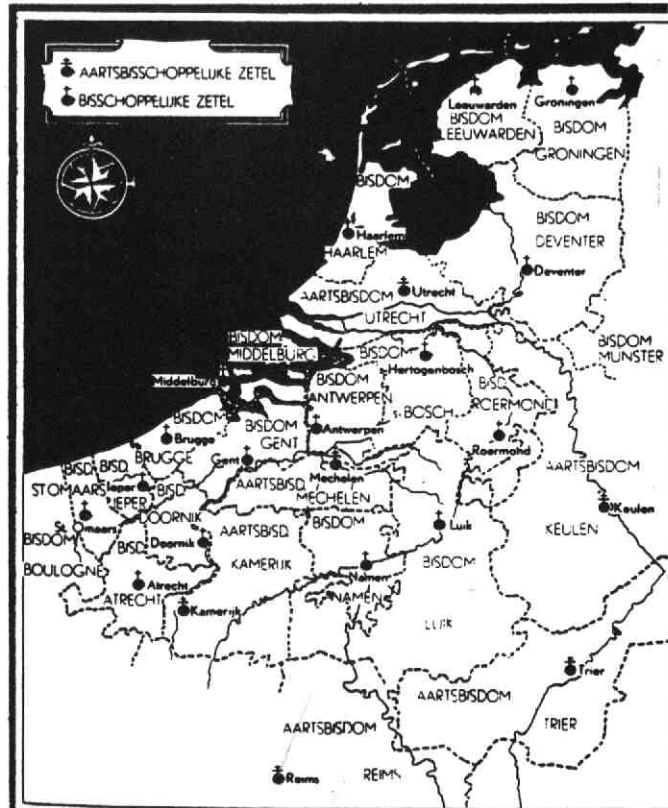 AARTSBISSCHOPPELIJKE ZETEL
BISSCHOPPELIJKE ZETEL
Leeuwarden
Groningen
BISDOM
LEEUWARDEN
BISDOM
GRONINGEN
BISDOM
Haarlem
HAARLEM
BISDOM
DEVENTER
Deventer
AARTSBISDOM
Utrecht
UTRECHT
BISDOM
MIDDELBURG
Middelburg
BISDOM
Hertogenbosch
'S-BOSCH
BISDOM
MUNSTER
BISDOM
ANTWERPEN
Antwerpen
BISD.
ROERMOND
Roermond
BISDOM
Brugge
BRUGGE
BISDOM
GENT
Gent
BISD.
ST OMAARS
St. Omaars
BISD.
Ieper
IEPER
BISD.
DOORNIK
Doornik
AARTSBISD.
Mechelen
MECHELEN
AARTSBISDOM
Keulen
KEULEN
BISDOM
BOULOGNE
BISD.
Atrecht
ATRECHT
AARTSBISD.
KAMERIJK
Kamerijk
BISDOM
Namen
NAMEN
Luik
BISDOM
LUIK
AARTSBISDOM
Trier
TRIER
AARTSBISDOM
Reims
REIMS